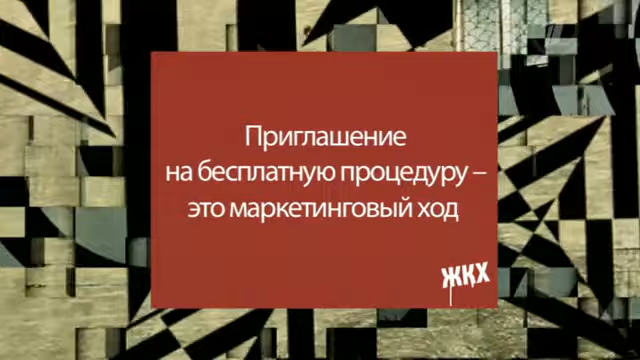 Приглашение
на бесплатную процедуру –
это маркетинговый ход
ЖКХ